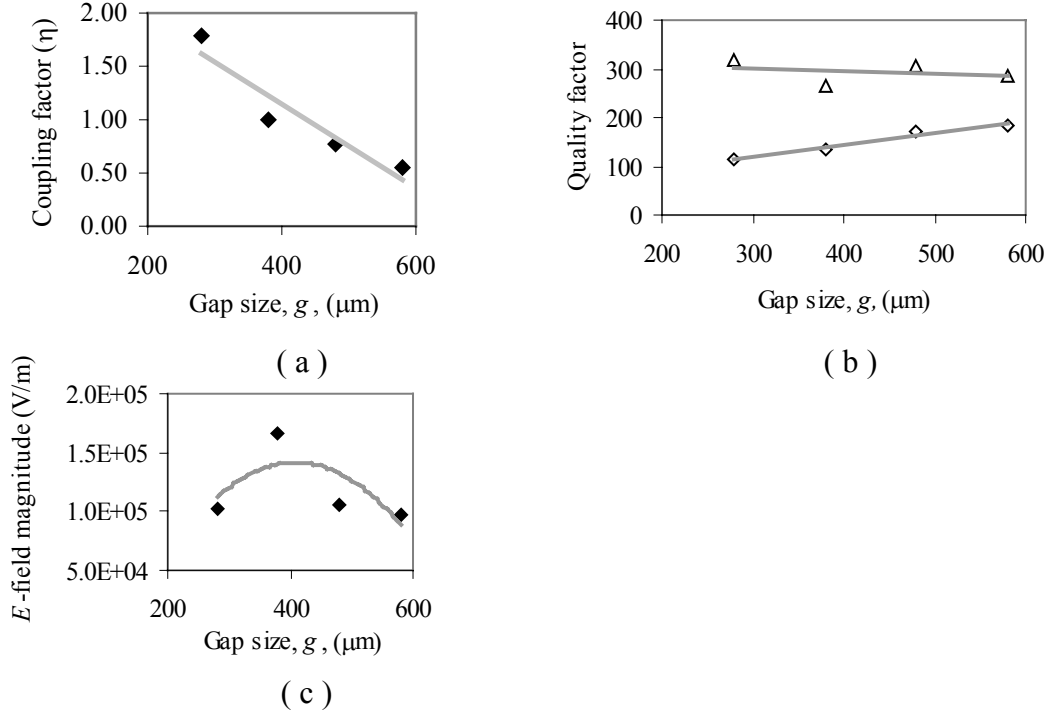 Coupling factor (η)
2.00
1.50
1.00
0.50
0.00
200
400
600
Gap size, g , (μm)
( a )
Quality factor
400
300
200
100
0
200
300
400
500
600
Gap size, g, (μm)
( b )
E -field magnitude (V/m)
2.0E+05
1.5E+05
1.0E+05
5.0E+04
200
400
600
Gap size, g , (μm)
( c )